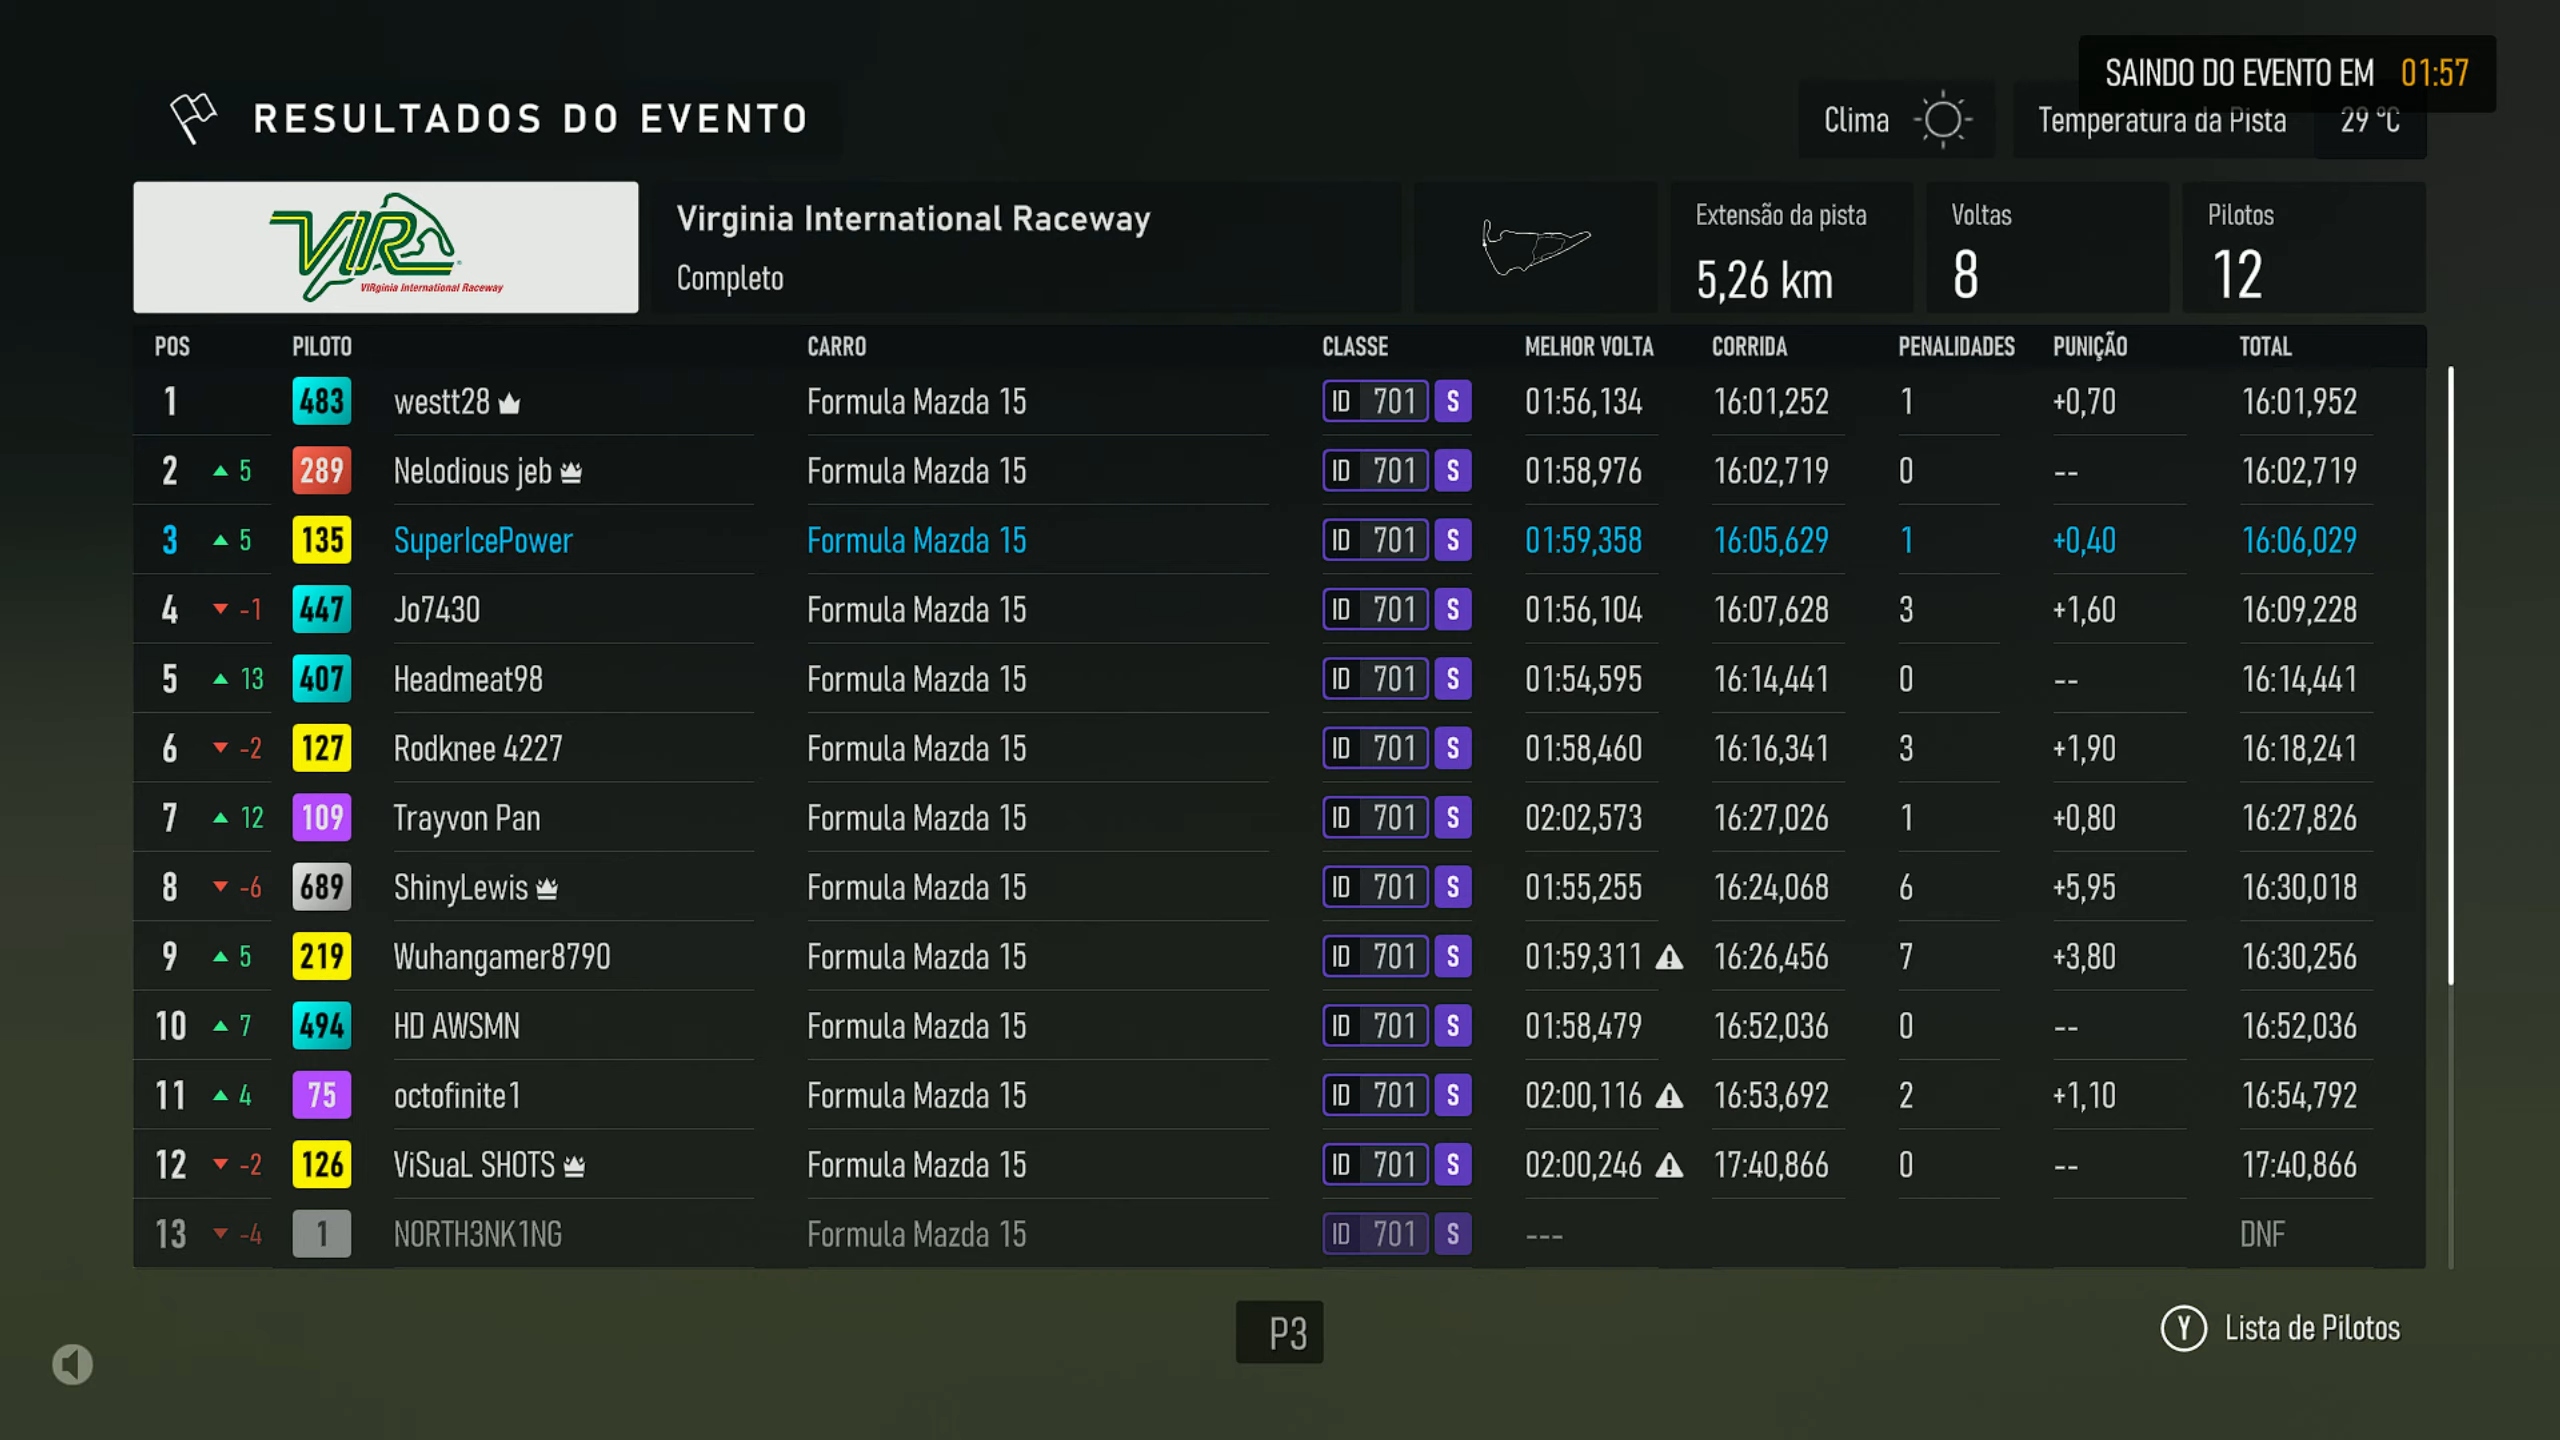 SAINDO DO EVENTO EM 01:57
RESULTADOS DO EVENTO
Clima
Temperatura da Pista 29 ºC
VIR
VIRginia International Raceway
Virginia International Raceway
Completo
Extensão da pista
5,26 km
Voltas
8
Pilotos
12
POS PILOTO CARRO CLASSE MELHOR VOLTA CORRIDA PENALIDADES PUNIÇÃO TOTAL
1 483 westt28 Formula Mazda 15 ID 701 S 01:56,134 16:01,252 1 +0,70 16:01,952
2 5 289 Nelodious jeb Formula Mazda 15 ID 701 S 01:58,976 16:02,719 0 -- 16:02,719
3 5 135 SuperIcePower Formula Mazda 15 ID 701 S 01:59,358 16:05,629 1 +0,40 16:06,029
4 -1 447 Jo7430 Formula Mazda 15 ID 701 S 01:56,104 16:07,628 3 +1,60 16:09,228
5 13 407 Headmeat98 Formula Mazda 15 ID 701 S 01:54,595 16:14,441 0 -- 16:14,441
6 -2 127 Rodknee 4227 Formula Mazda 15 ID 701 S 01:58,460 16:16,341 3 +1,90 16:18,241
7 12 109 Trayvon Pan Formula Mazda 15 ID 701 S 02:02,573 16:27,026 1 +0,80 16:27,826
8 -6 689 ShinyLewis Formula Mazda 15 ID 701 S 01:55,255 16:24,068 6 +5,95 16:30,018
9 5 219 Wuhangamer8790 Formula Mazda 15 ID 701 S 01:59,311 16:26,456 7 +3,80 16:30,256
10 7 494 HD AWSMN Formula Mazda 15 ID 701 S 01:58,479 16:52,036 0 -- 16:52,036
11 4 75 octofinite1 Formula Mazda 15 ID 701 S 02:00,116 16:53,692 2 +1,10 16:54,792
12 -2 126 ViSuaL SHOTS Formula Mazda 15 ID 701 S 02:00,246 17:40,866 0 -- 17:40,866
13 -4 1 NORTH3NK1NG Formula Mazda 15 ID 701 S --- DNF
P3
Y Lista de Pilotos